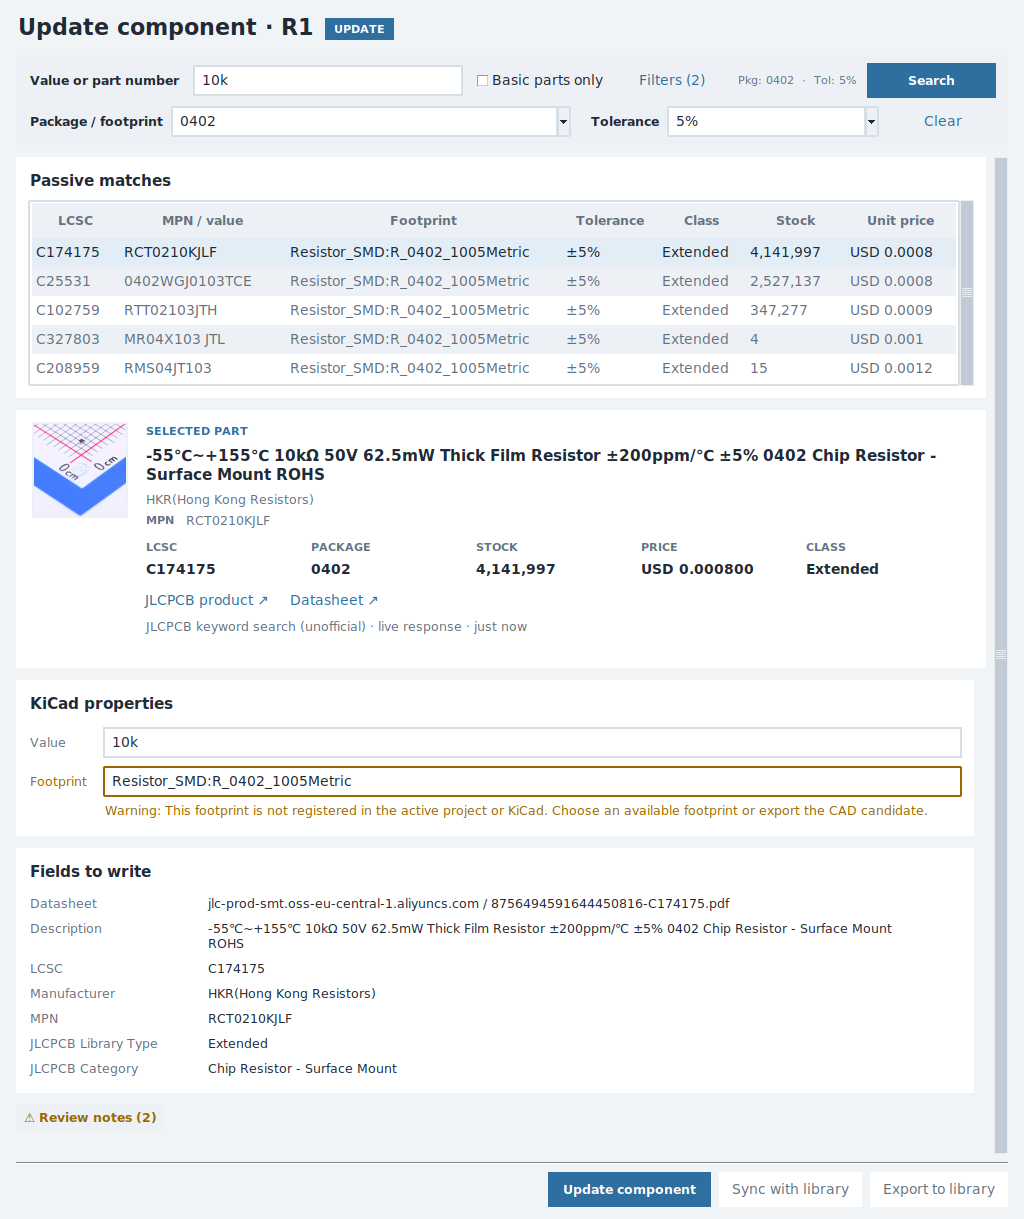 Update component · R1 UPDATE
Value or part number 10k Basic parts only Filters (2) Pkg: 0402 · Tol: 5% Search
Package / footprint 0402 Tolerance 5% Clear
Passive matches
LCSC MPN / value Footprint Tolerance Class Stock Unit price
C174175 RCT0210KJLF Resistor_SMD:R_0402_1005Metric ±5% Extended 4,141,997 USD 0.0008
C25531 0402WGJ0103TCE Resistor_SMD:R_0402_1005Metric ±5% Extended 2,527,137 USD 0.0008
C102759 RTT02103JTH Resistor_SMD:R_0402_1005Metric ±5% Extended 347,277 USD 0.0009
C327803 MR04X103 JTL Resistor_SMD:R_0402_1005Metric ±5% Extended 4 USD 0.001
C208959 RMS04JT103 Resistor_SMD:R_0402_1005Metric ±5% Extended 15 USD 0.0012
0cm 0cm
SELECTED PART
-55℃~+155℃ 10kΩ 50V 62.5mW Thick Film Resistor ±200ppm/℃ ±5% 0402 Chip Resistor -
Surface Mount ROHS
HKR(Hong Kong Resistors)
MPN RCT0210KJLF
LCSC PACKAGE STOCK PRICE CLASS
C174175 0402 4,141,997 USD 0.000800 Extended
JLCPCB product ↗ Datasheet ↗
JLCPCB keyword search (unofficial) · live response · just now
KiCad properties
Value 10k
Footprint Resistor_SMD:R_0402_1005Metric
Warning: This footprint is not registered in the active project or KiCad. Choose an available footprint or export the CAD candidate.
Fields to write
Datasheet jlc-prod-smt.oss-eu-central-1.aliyuncs.com / 8756494591644450816-C174175.pdf
Description -55℃~+155℃ 10kΩ 50V 62.5mW Thick Film Resistor ±200ppm/℃ ±5% 0402 Chip Resistor - Surface Mount
ROHS
LCSC C174175
Manufacturer HKR(Hong Kong Resistors)
MPN RCT0210KJLF
JLCPCB Library Type Extended
JLCPCB Category Chip Resistor - Surface Mount
⚠ Review notes (2)
Update component Sync with library Export to library